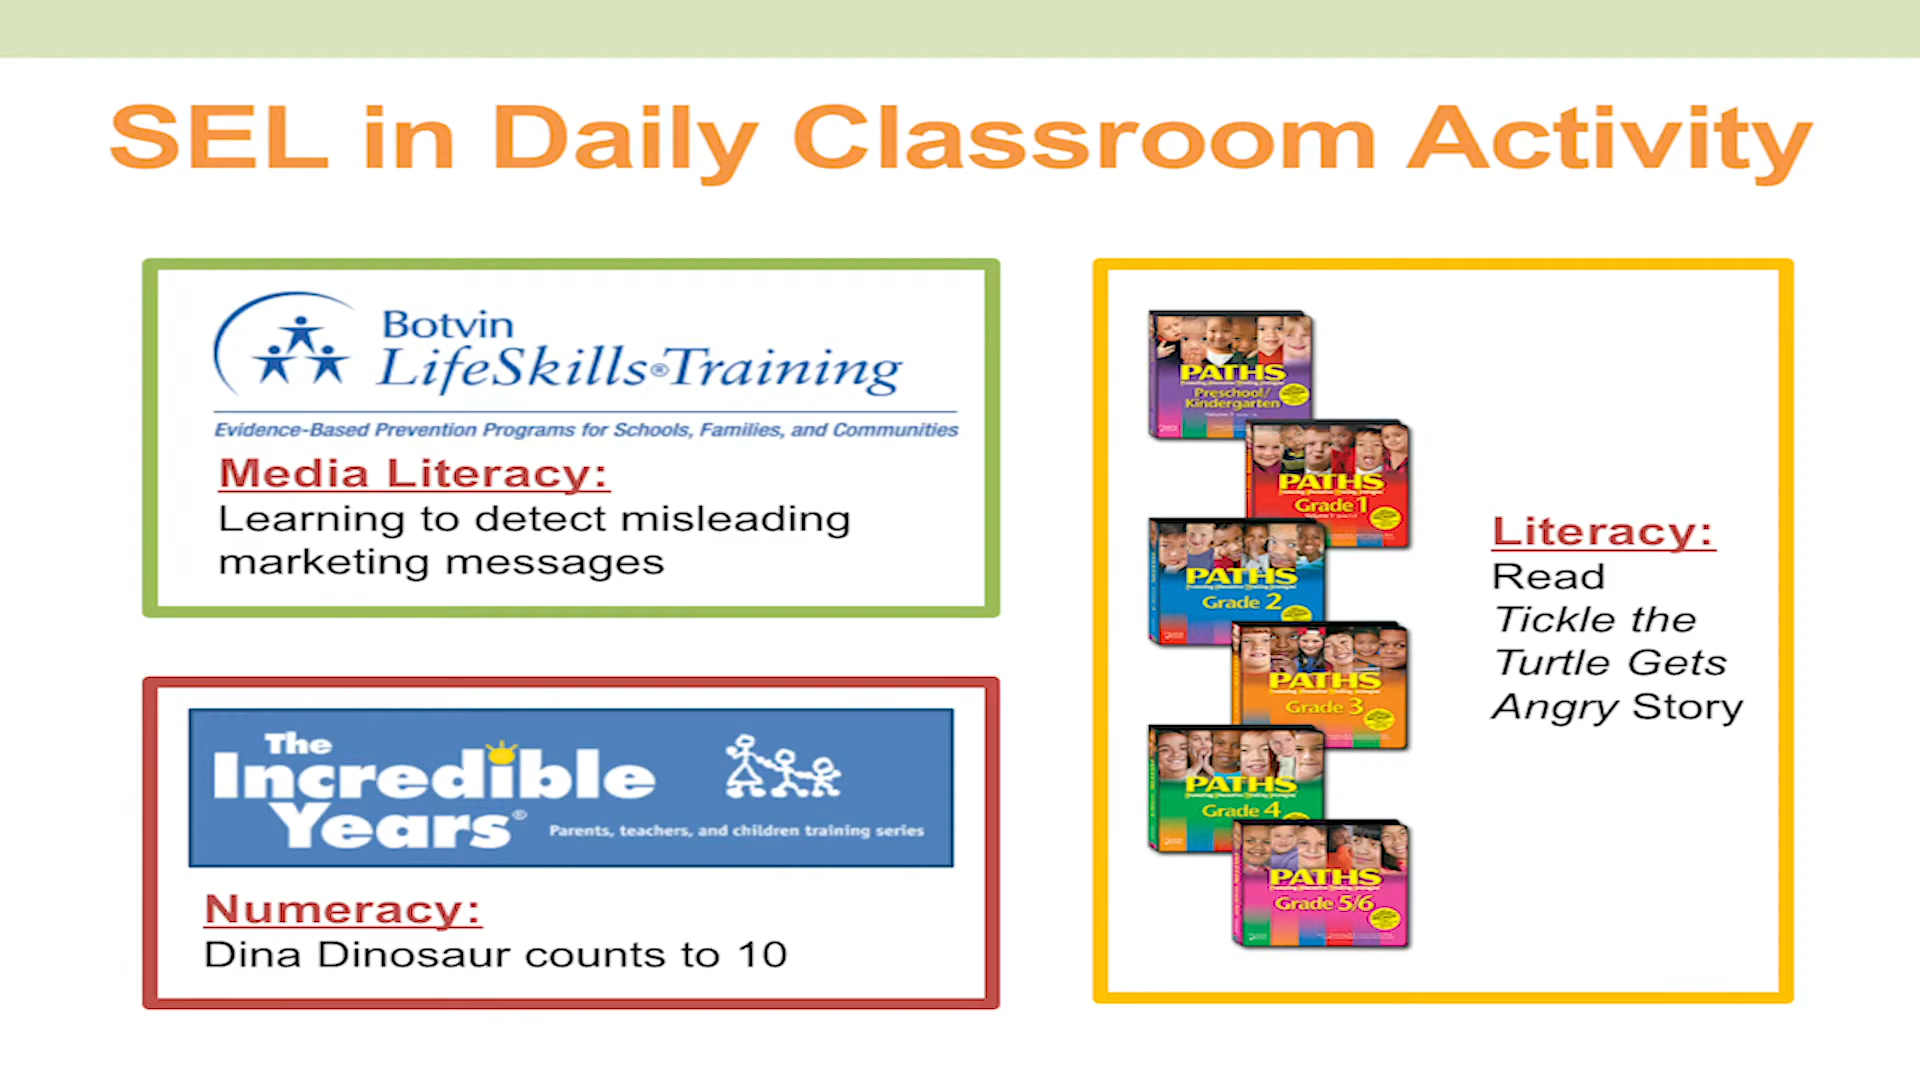 SEL in Daily Classroom Activity
Botvin
LifeSkills®Training
Evidence-Based Prevention Programs for Schools, Families, and Communities
Media Literacy:
Learning to detect misleading
marketing messages
The
Incredible
Years®
Parents, teachers, and children training series
Numeracy:
Dina Dinosaur counts to 10
PATHS
Preschool/
Kindergarten
PATHS
Grade 1
PATHS
Grade 2
PATHS
Grade 3
PATHS
Grade 4
PATHS
Grade 5/6
Literacy:
Read
Tickle the
Turtle Gets
Angry Story